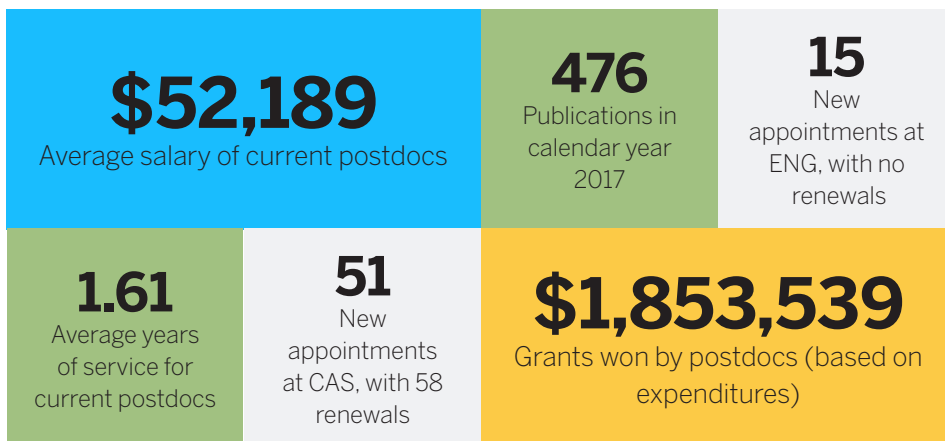 $52,189
Average salary of current postdocs
476
Publications in
calendar year
2017
15
New
appointments at
ENG, with no
renewals
1.61
Average years
of service for
current postdocs
51
New
appointments
at CAS, with 58
renewals
$1,853,539
Grants won by postdocs (based on
expenditures)